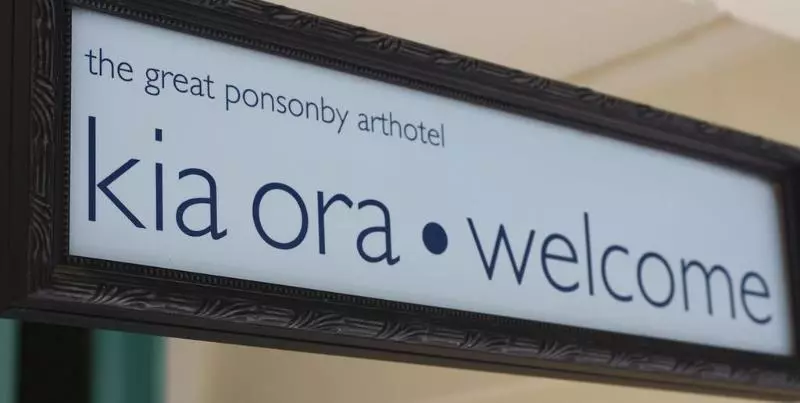 the great ponsonby arthotel
kia ora • welcome